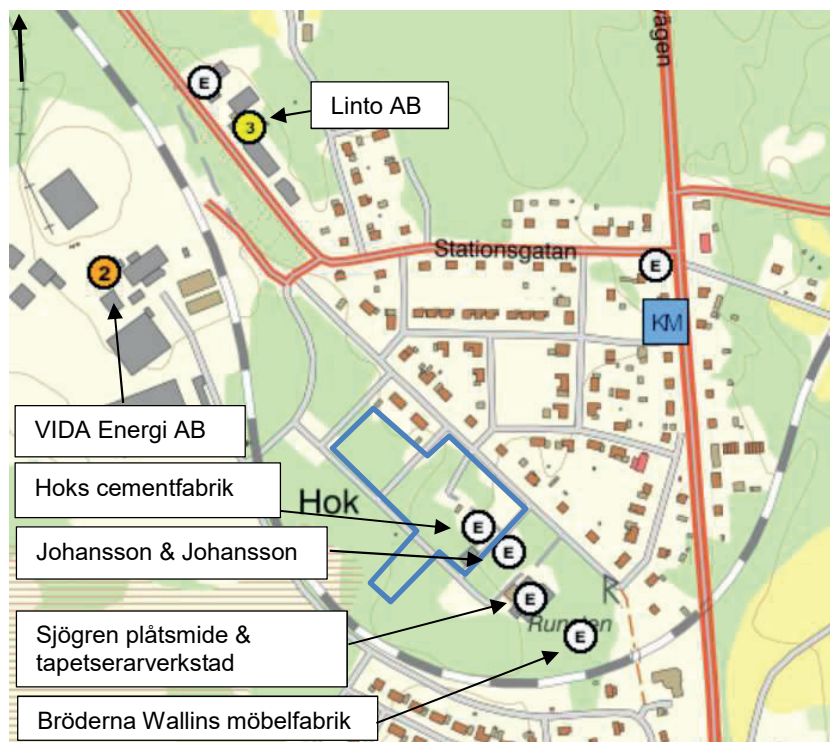 vägen
E
Linto AB
3
Stationsgatan
E
2
KM
VIDA Energi AB
Hoks cementfabrik
Hok
E
Johansson & Johansson
E
R
Sjögren plåtsmide &
tapetserarverkstad
E
E
Bröderna Wallins möbelfabrik